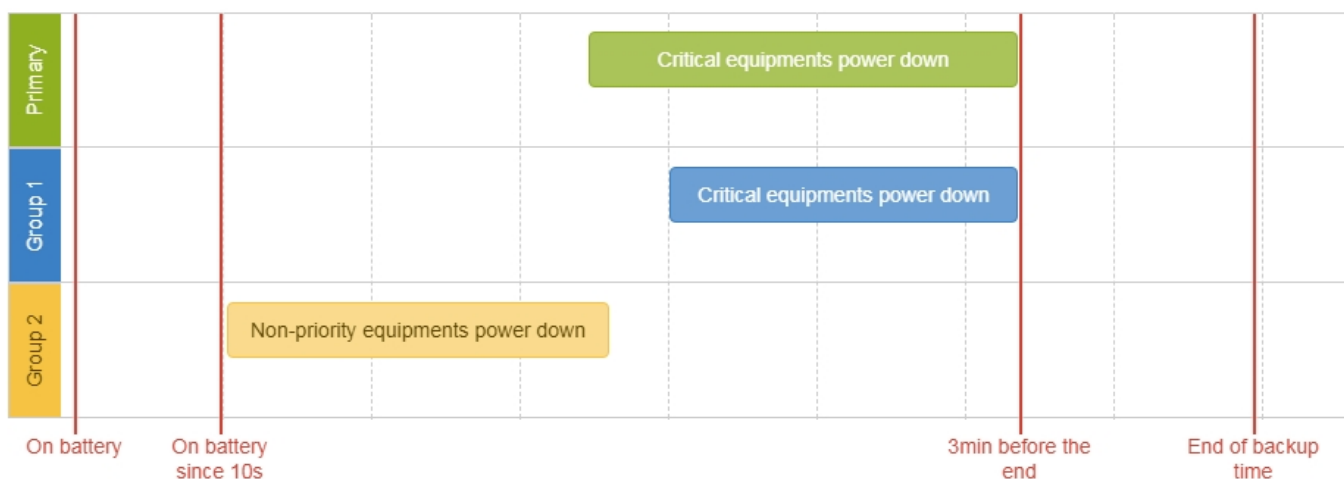 Primary
Critical equipments power down
Group 1
Critical equipments power down
Group 2
Non-priority equipments power down
On battery
On battery
since 10s
3min before the
end
End of backup
time